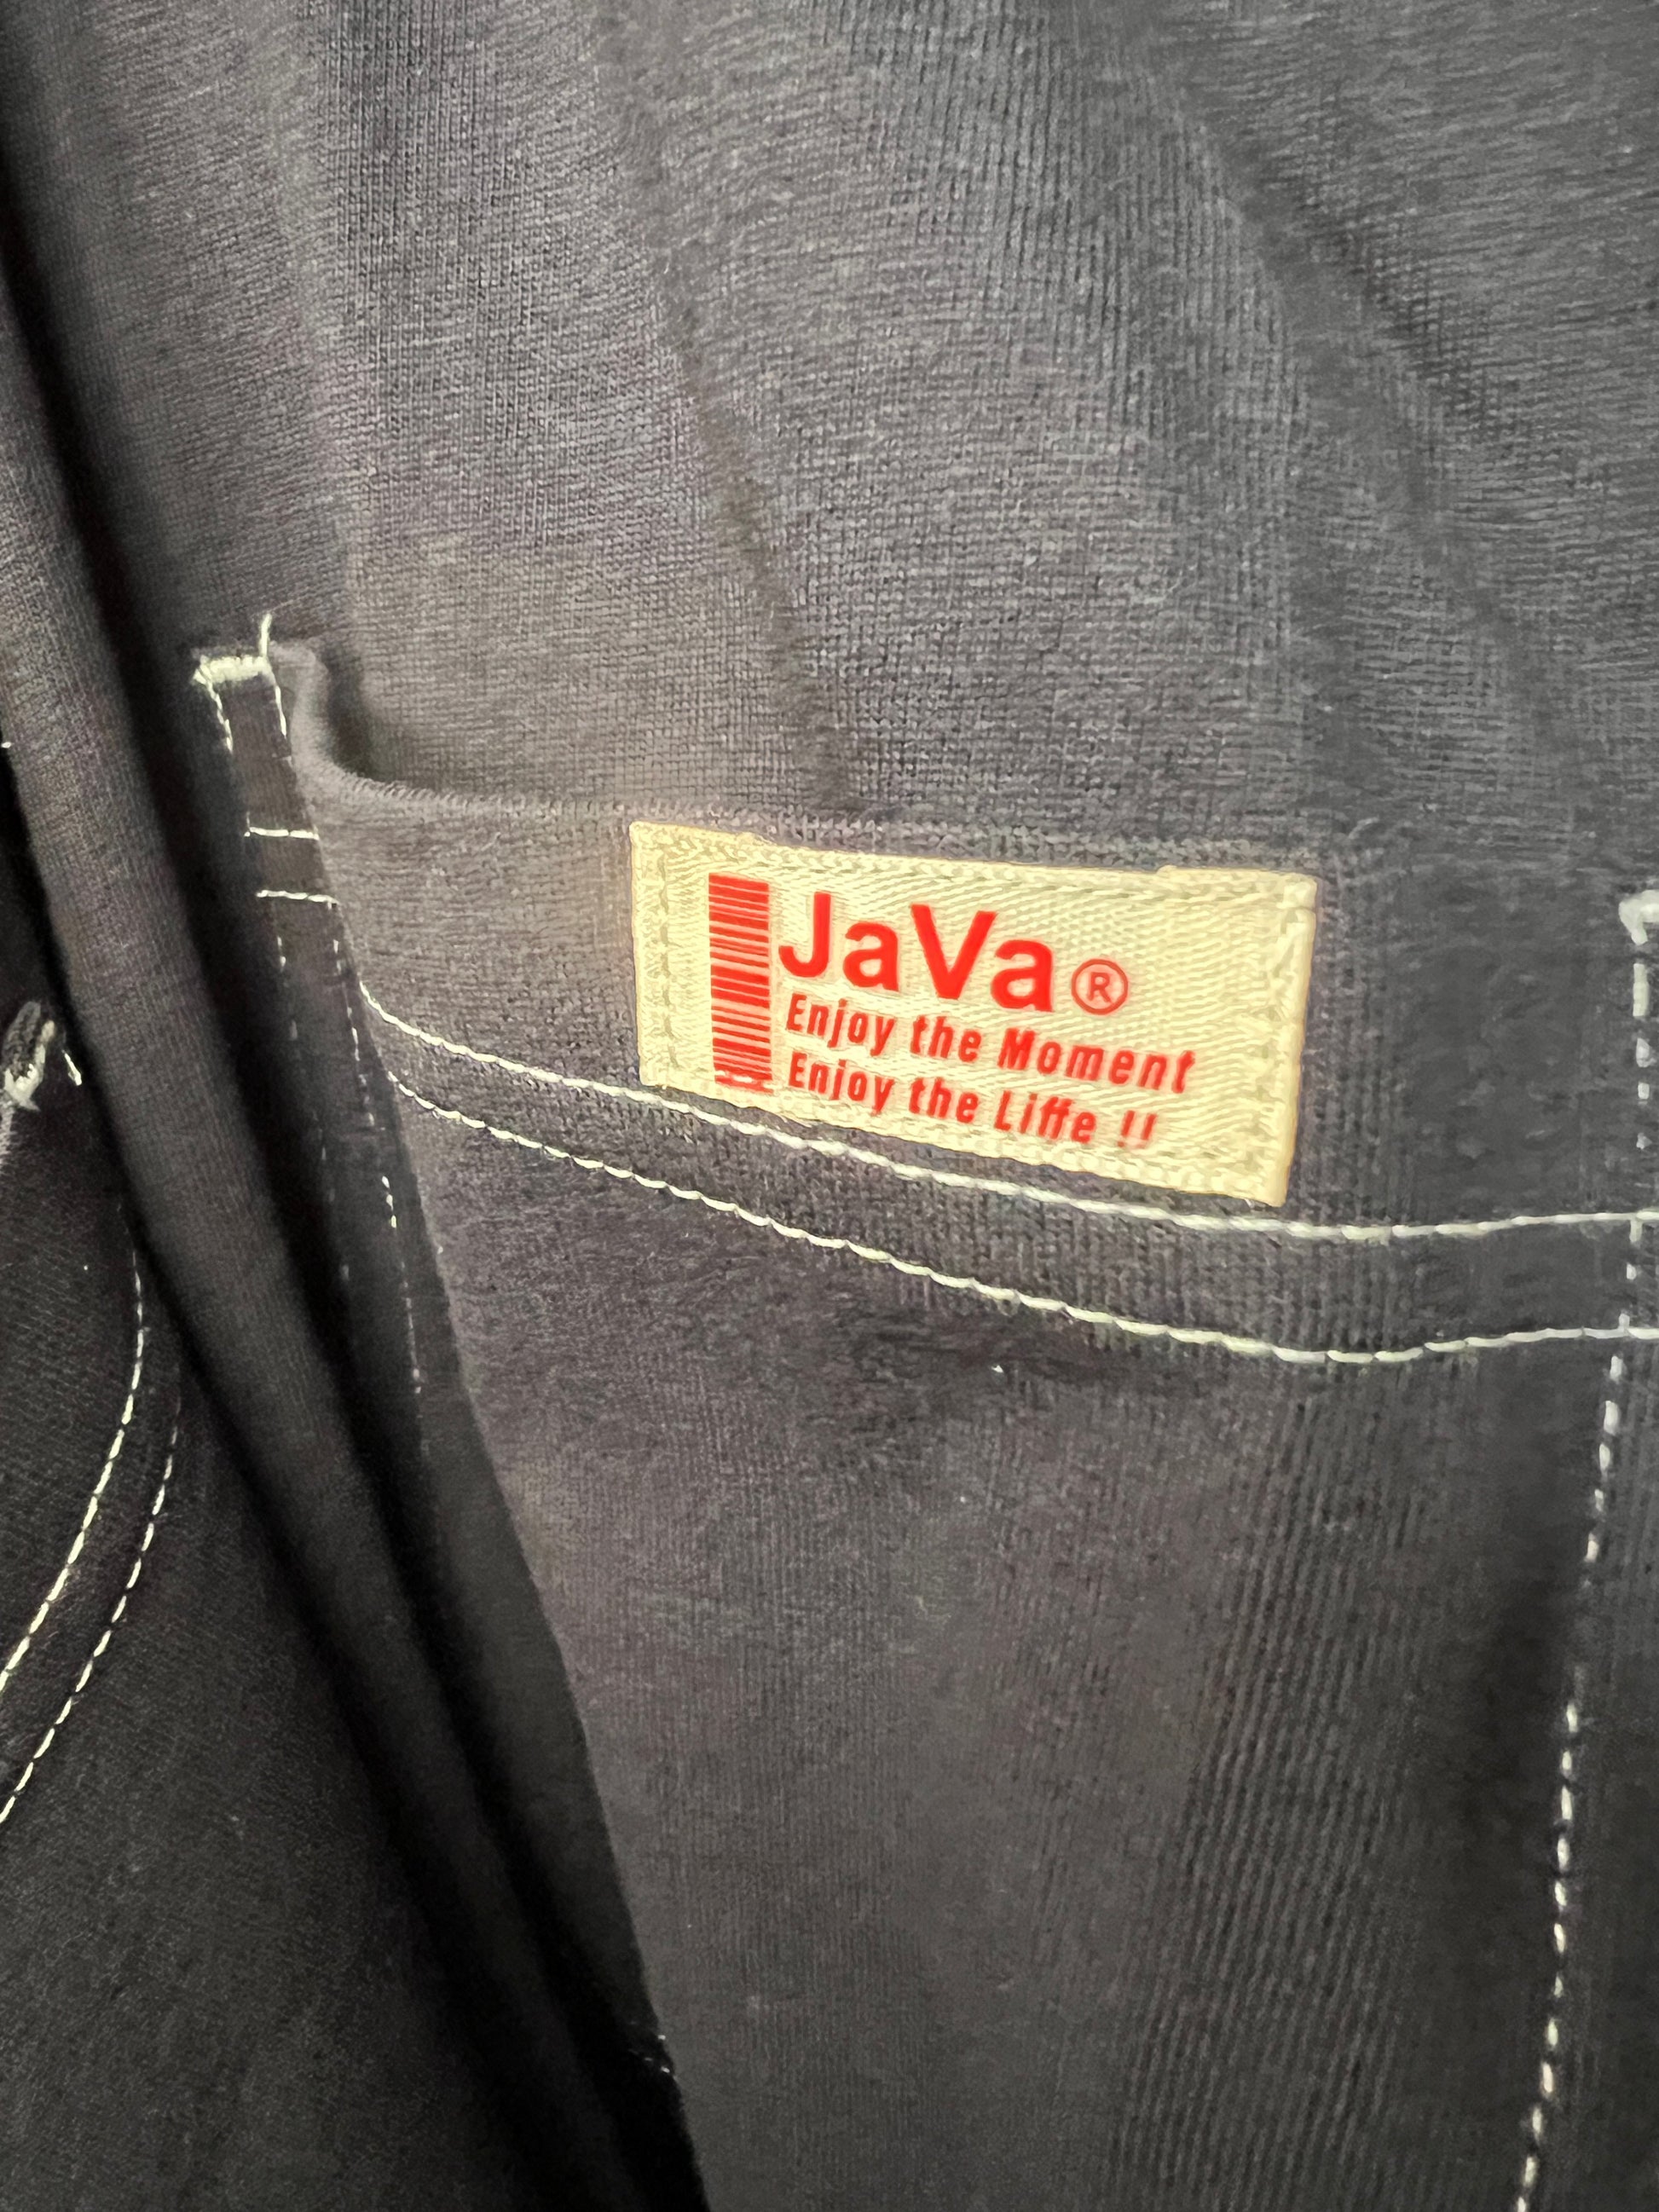 JaVa®
Enjoy the Moment
Enjoy the Liffe !!